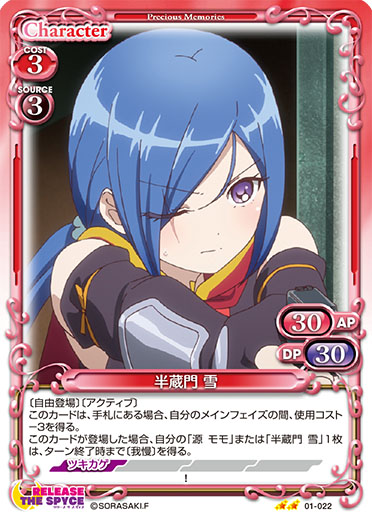 Precious Memories
Character
COST
3
SOURCE
3
30 AP
DP 30
半蔵門 雪
〔自由登場〕〔アクティブ〕
このカードは、手札にある場合、自分のメインフェイズの間、使用コスト
－3を得る。
このカードが登場した場合、自分の「源 モモ」または「半蔵門 雪」1枚
は、ターン終了時まで〔我慢〕を得る。
ツキカゲ
!
RELEASE
THE SPYCE
©SORASAKI.F
01-022